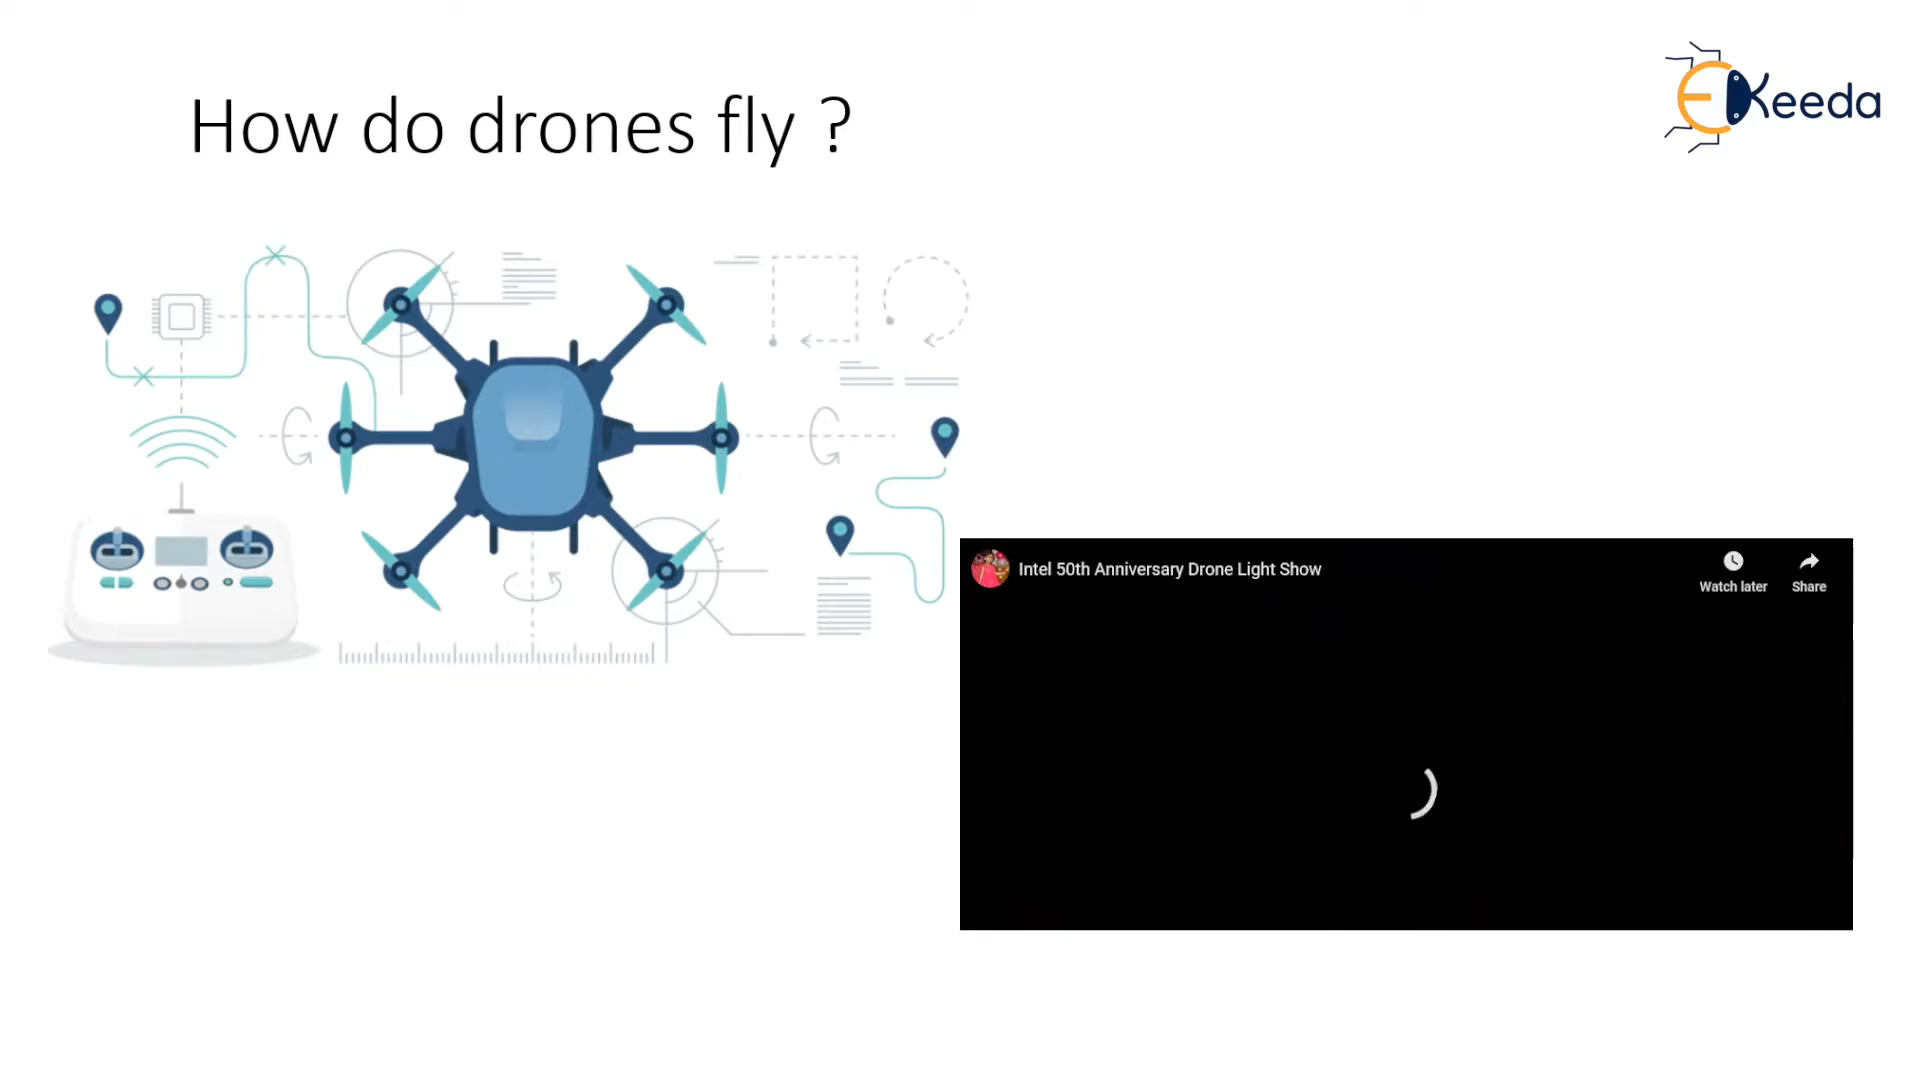 How do drones fly ?
EKeeda
Intel 50th Anniversary Drone Light Show
Watch later
Share